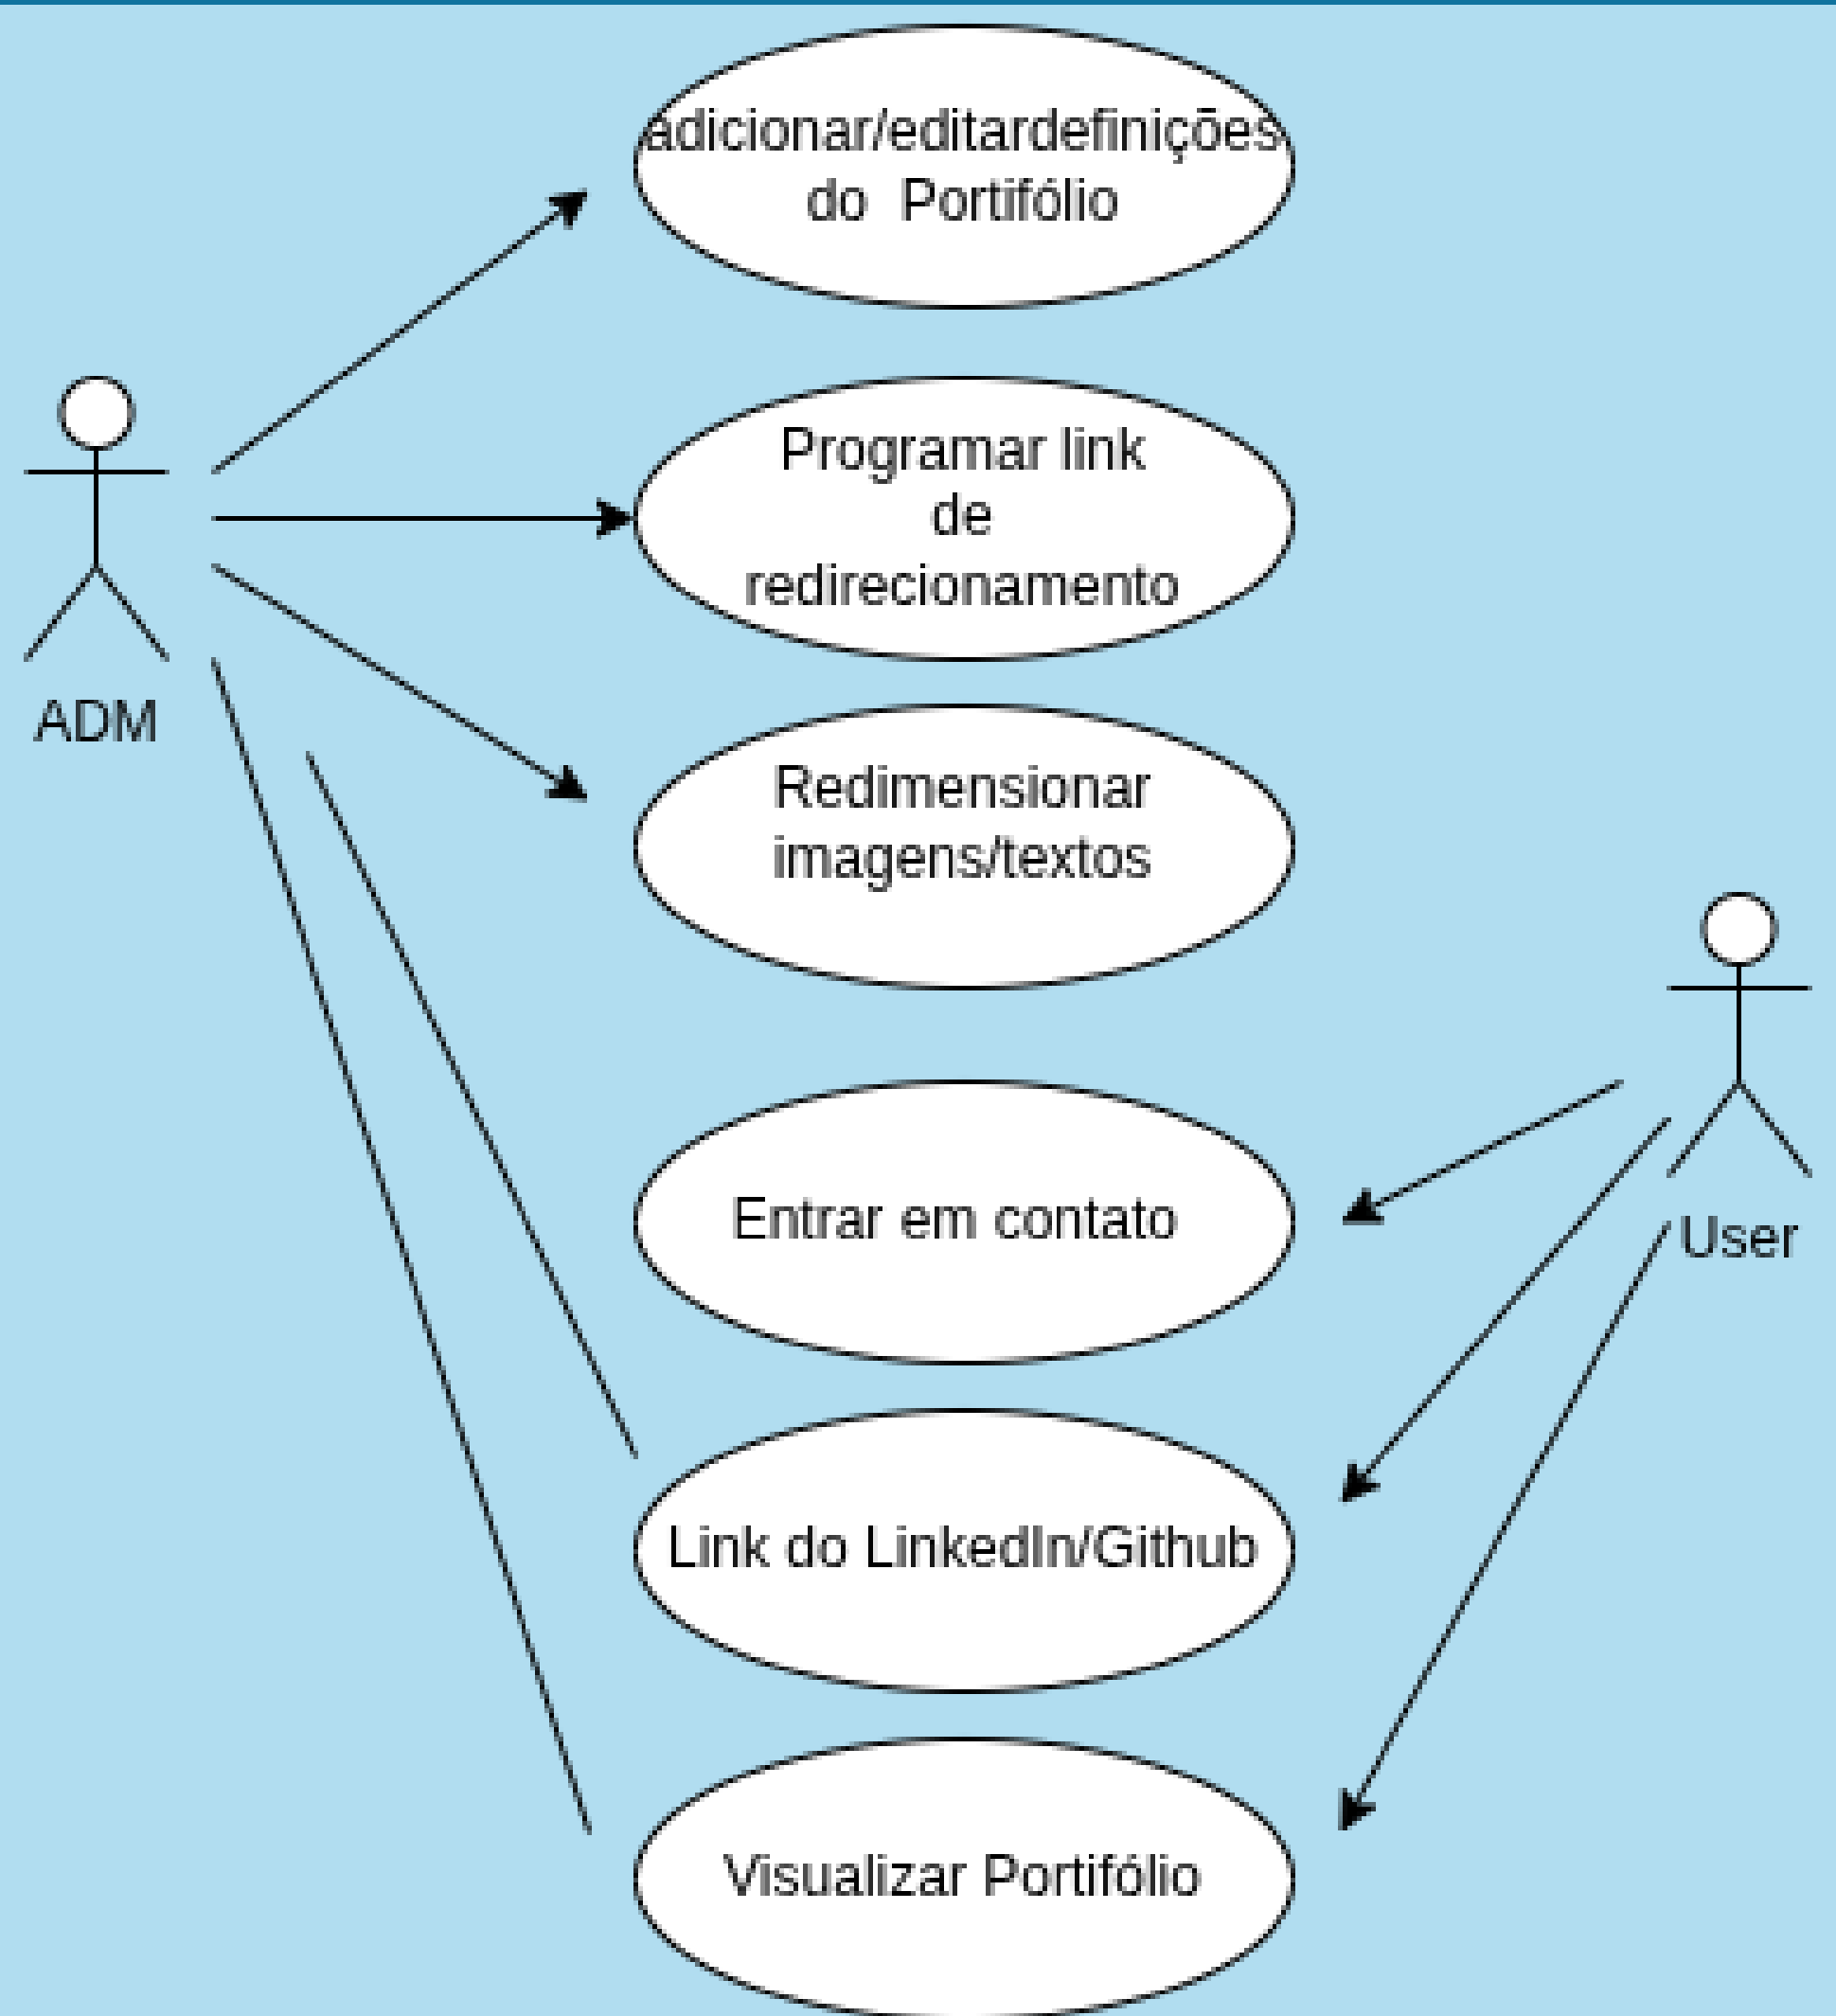 adicionar/editardefinições
do Portifólio
Programar link
de
redirecionamento
ADM
Redimensionar
imagens/textos
Entrar em contato
User
Link do LinkedIn/Github
Visualizar Portifólio